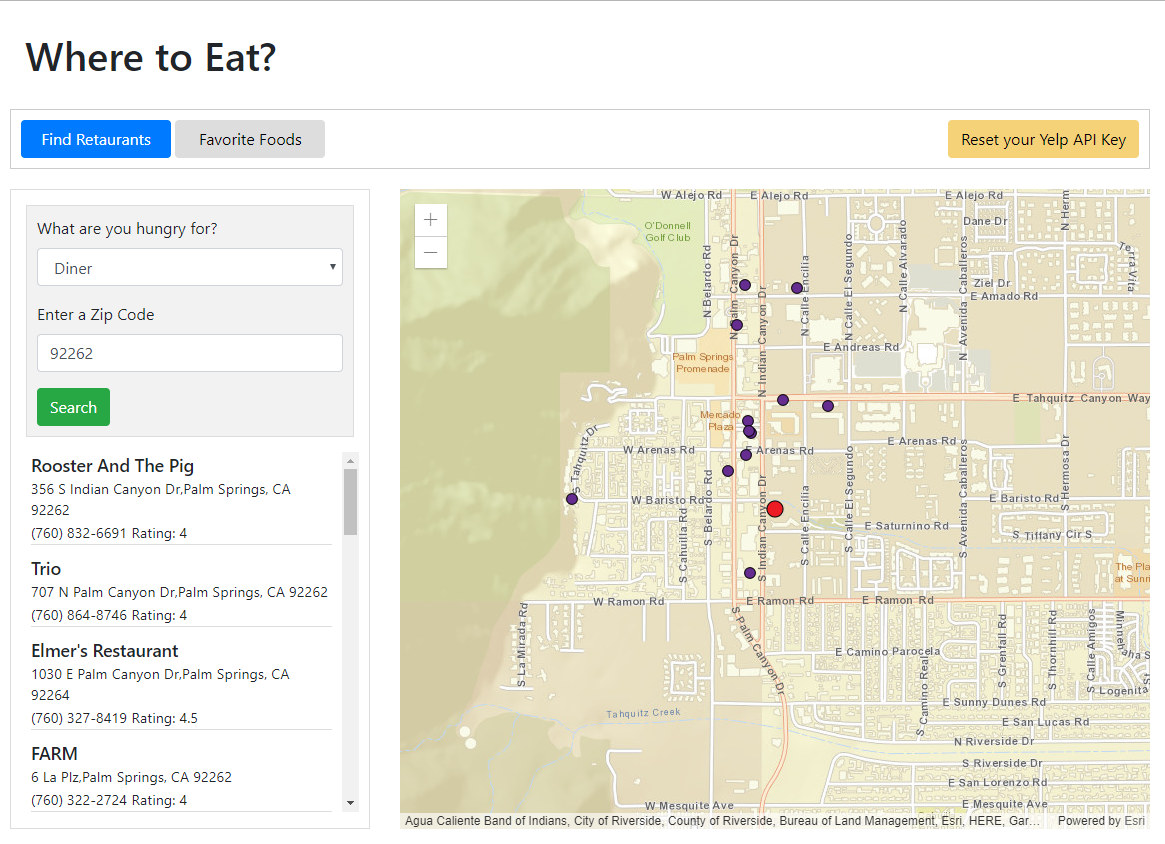 Where to Eat?
Find Retaurants
Favorite Foods
Reset your Yelp API Key
What are you hungry for?
Diner
Enter a Zip Code
92262
Search
Rooster And The Pig
356 S Indian Canyon Dr,Palm Springs, CA
92262
(760) 832-6691 Rating: 4
Trio
707 N Palm Canyon Dr,Palm Springs, CA 92262
(760) 864-8746 Rating: 4
Elmer's Restaurant
1030 E Palm Canyon Dr,Palm Springs, CA
92264
(760) 327-8419 Rating: 4.5
FARM
6 La Plz,Palm Springs, CA 92262
(760) 322-2724 Rating: 4
+
−
W Alejo Rd
E Alejo Rd
E Alejo Rd
N Herm
O'Donnell
Golf Club
Dane Dr
Terra Vita
N Belardo Rd
N Palm Canyon Dr
N Calle Encilia
N Calle El Segundo
N Calle Alvarado
N Avenida Caballeros
Ziel Dr
E Amado Rd
N Indian Canyon Dr
E Andreas Rd
Palm Springs
Promenade
E Tahquitz Canyon Way
Mercado
Plaza
S Tahquitz Dr
W Arenas Rd
E Arenas Rd
E Arenas Rd
S Hermosa Dr
W Baristo Rd
E Baristo Rd
S Belardo Rd
S Cahuilla Rd
S Indian Canyon Dr
S Calle Encilia
S Calle El Segundo
S Avenida Caballeros
E Saturnino Rd
S Tiffany Cir S
The Pla
at Sunri
W Ramon Rd
E Ramon Rd
E Ramon Rd
S La Mirada Rd
S Palm Canyon Dr
E Camino Parocela
S Camino Real
S Grenfall Rd
S Thornhill Rd
S Calle Amigos
Minneha
ha S
S Logenita
Tahquitz Creek
E Sunny Dunes Rd
E San Lucas Rd
N Riverside Dr
S Riverside Dr
E San Lorenzo Rd
W Mesquite Ave
E Mesquite Ave
Agua Caliente Band of Indians, City of Riverside, County of Riverside, Bureau of Land Management, Esri, HERE, Gar...
Powered by Esri